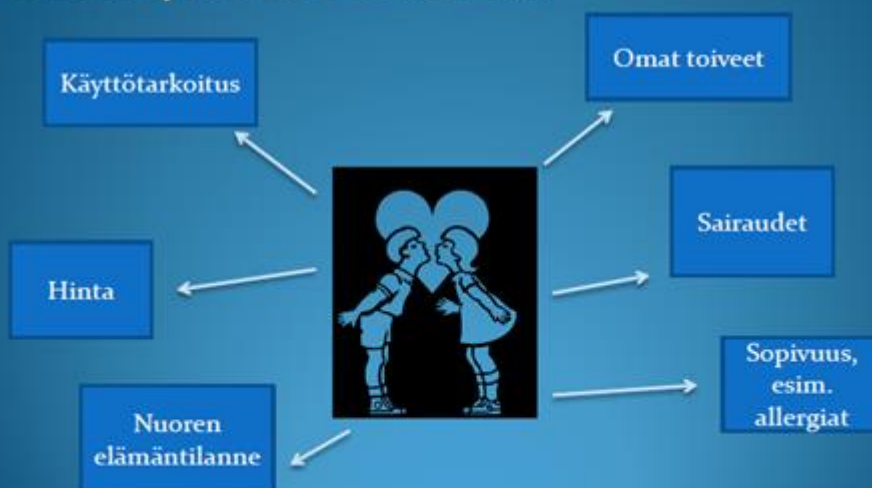 Käyttötarkoitus
Omat toiveet
Sairaudet
Hinta
Sopivuus,
esim.
allergiat
Nuoren
elämäntilanne